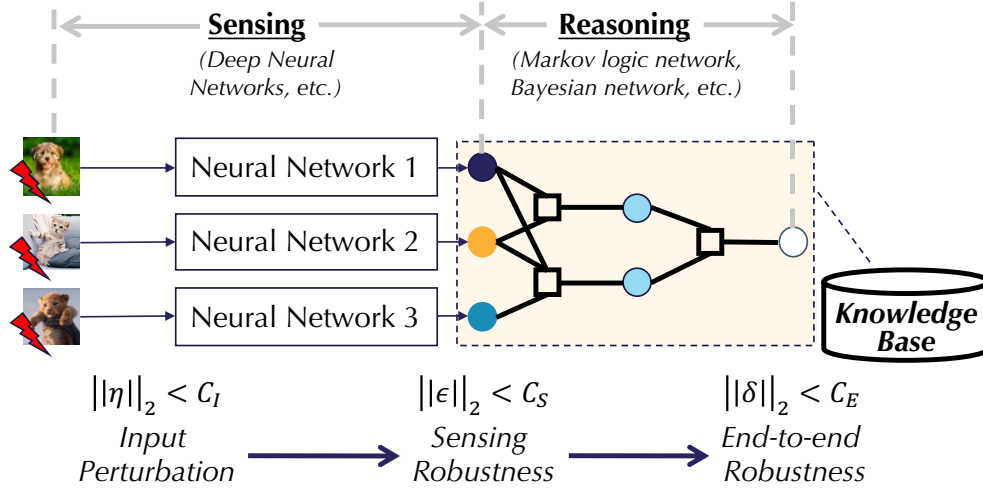 Sensing
(Deep Neural
Networks, etc.)
Reasoning
(Markov logic network,
Bayesian network, etc.)
Neural Network 1
Neural Network 2
Neural Network 3
Knowledge
Base
||η||₂ < C_I
Input
Perturbation
||ϵ||₂ < C_S
Sensing
Robustness
||δ||₂ < C_E
End-to-end
Robustness